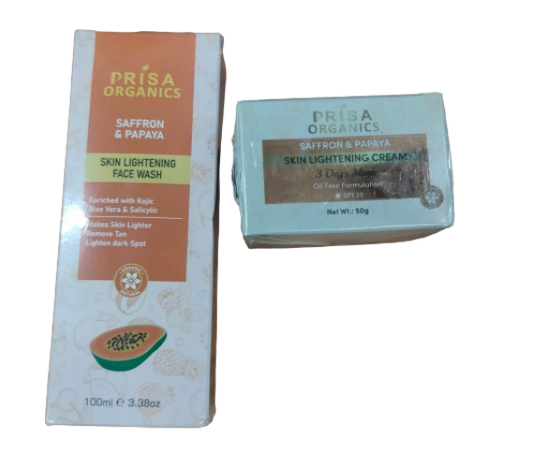 PRISA
ORGANICS
SAFFRON
& PAPAYA
SKIN LIGHTENING
FACE WASH
Enriched with Kojic
Aloe Vera & Salicylic
Makes Skin Lighter
Remove Tan
Lighten dark Spot
ORGANIC
NATURAL
100ml e 3.38oz
PRISA
ORGANICS
SAFFRON & PAPAYA
SKIN LIGHTENING CREAM
3 Days Magic
Oil Free Formulation
Net Wt.: 50g